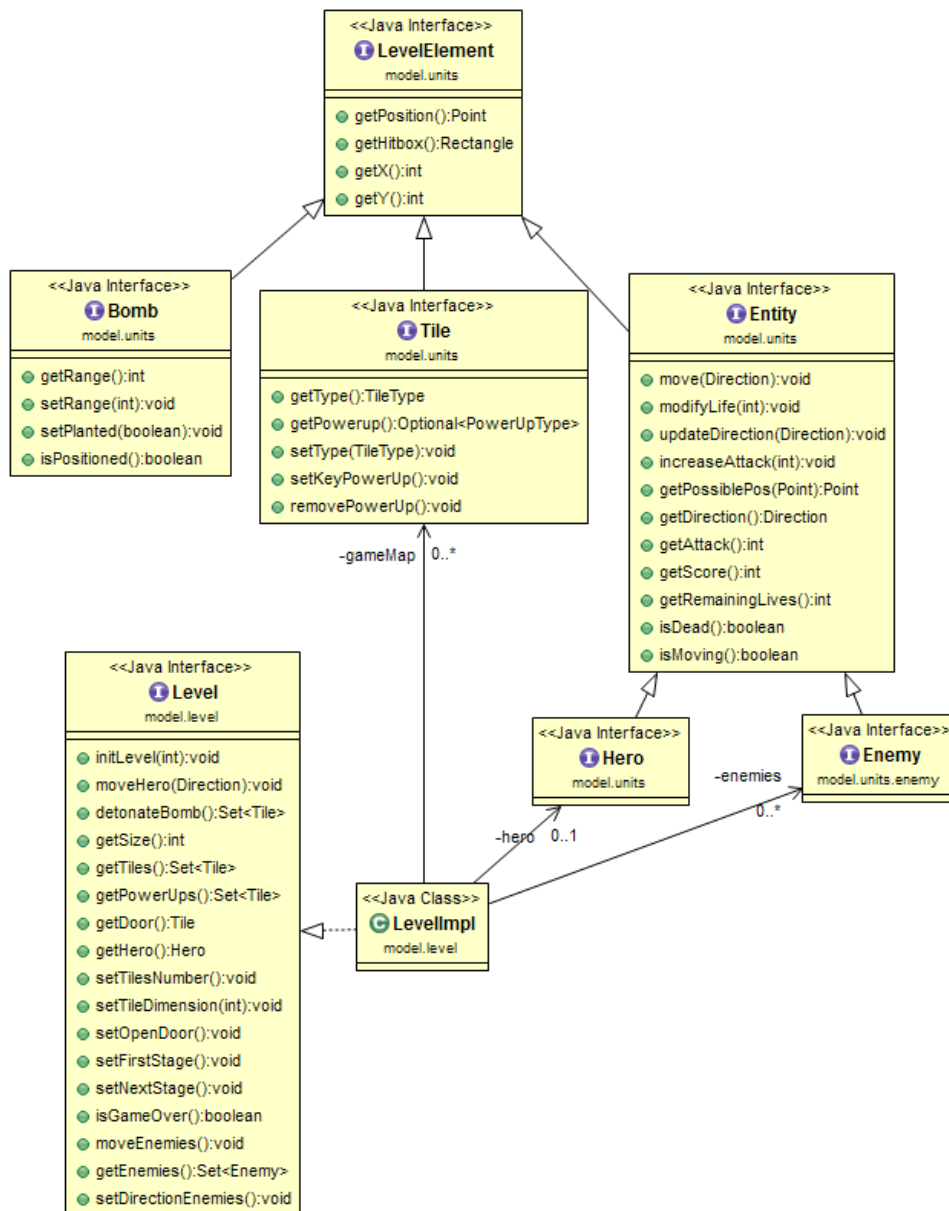 <<Java Interface>>
LevelElement
model.units
getPosition():Point
getHitbox():Rectangle
getX():int
getY():int
<<Java Interface>>
Bomb
model.units
getRange():int
setRange(int):void
setPlanted(boolean):void
isPositioned():boolean
<<Java Interface>>
Tile
model.units
getType():TileType
getPowerup():Optional<PowerUpType>
setType(TileType):void
setKeyPowerUp():void
removePowerUp():void
<<Java Interface>>
Entity
model.units
move(Direction):void
modifyLife(int):void
updateDirection(Direction):void
increaseAttack(int):void
getPossiblePos(Point):Point
getDirection():Direction
getAttack():int
getScore():int
getRemainingLives():int
isDead():boolean
isMoving():boolean
-gameMap 0..*
<<Java Interface>>
Level
model.level
initLevel(int):void
moveHero(Direction):void
detonateBomb():Set<Tile>
getSize():int
getTiles():Set<Tile>
getPowerUps():Set<Tile>
getDoor():Tile
getHero():Hero
setTilesNumber():void
setTileDimension(int):void
setOpenDoor():void
setFirstStage():void
setNextStage():void
isGameOver():boolean
moveEnemies():void
getEnemies():Set<Enemy>
setDirectionEnemies():void
<<Java Interface>>
Hero
model.units
<<Java Interface>>
Enemy
model.units.enemy
-enemies
0..*
-hero 0..1
<<Java Class>>
LevelImpl
model.level